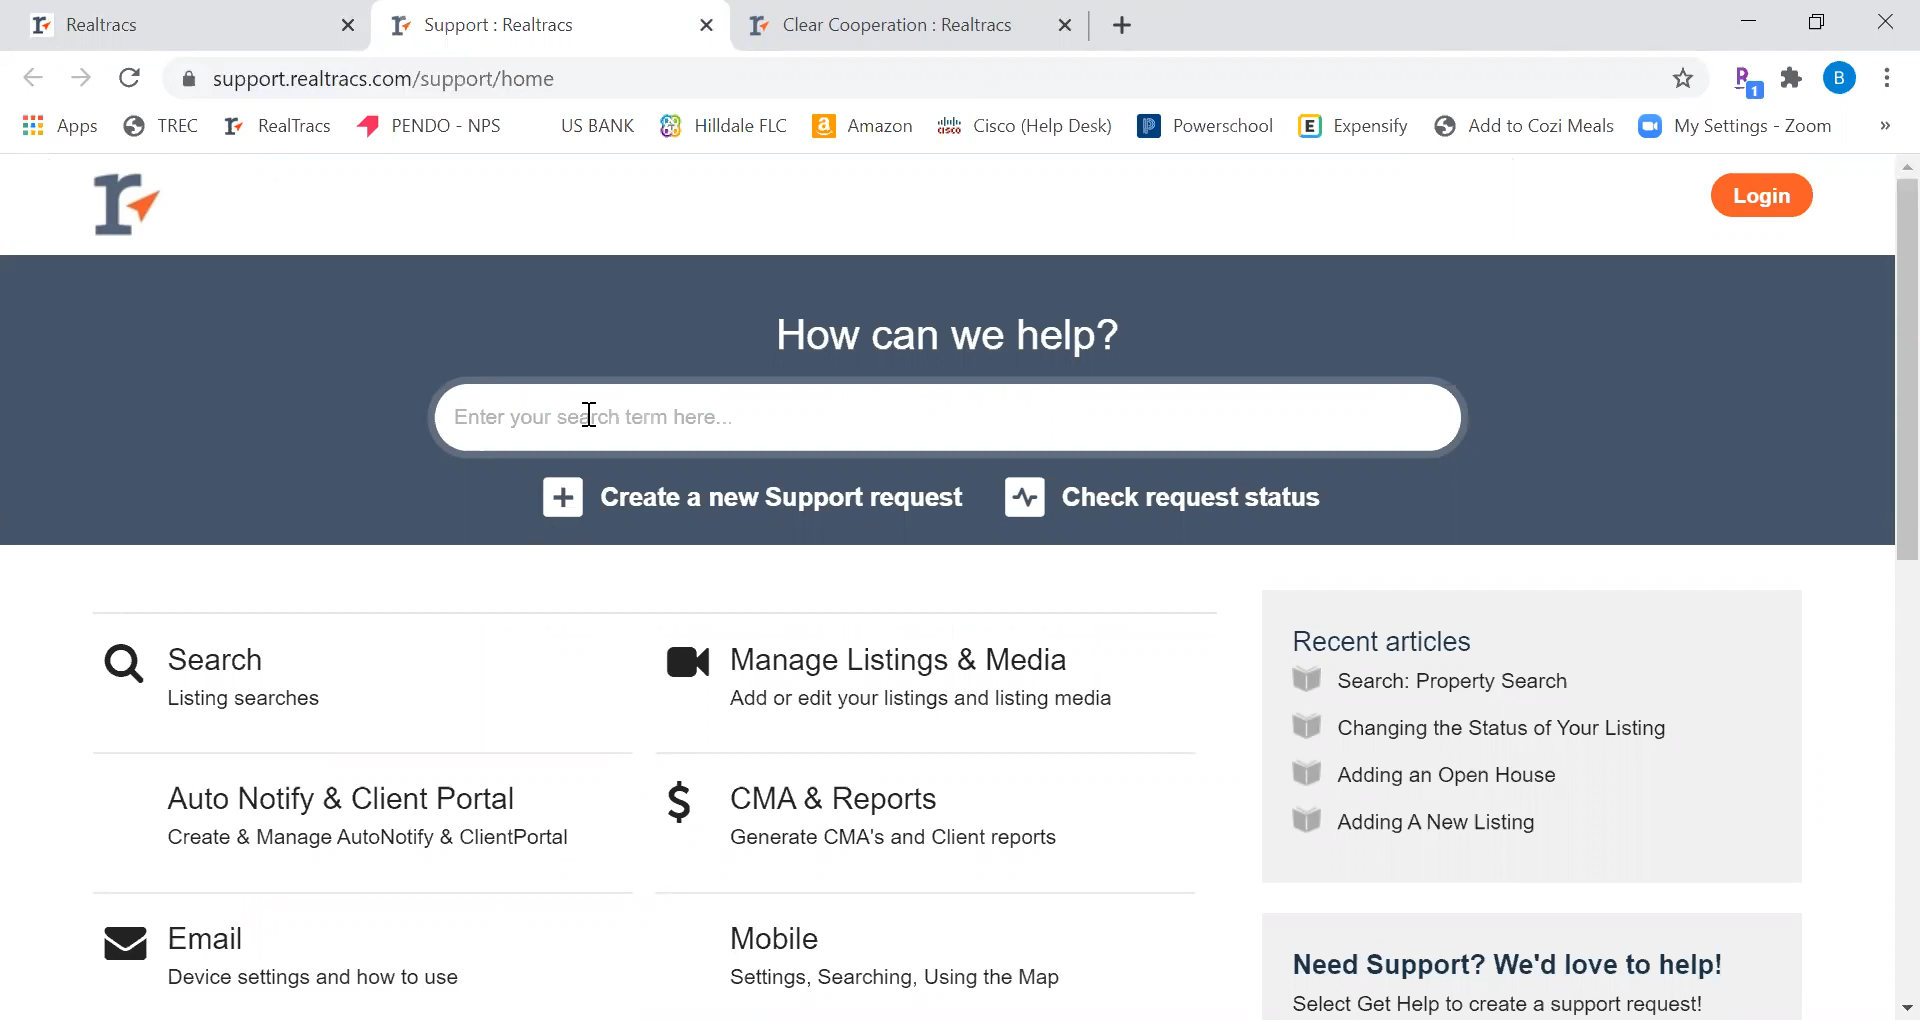 Realtracs
Support : Realtracs
Clear Cooperation : Realtracs
support.realtracs.com/support/home
1
B
Apps
TREC
RealTracs
PENDO - NPS
US BANK
Hilldale FLC
Amazon
Cisco (Help Desk)
Powerschool
Expensify
Add to Cozi Meals
My Settings - Zoom
»
Login
How can we help?
Enter your search term here...
Create a new Support request
Check request status
Search
Listing searches
Manage Listings & Media
Add or edit your listings and listing media
Auto Notify & Client Portal
Create & Manage AutoNotify & ClientPortal
CMA & Reports
Generate CMA's and Client reports
Email
Device settings and how to use
Mobile
Settings, Searching, Using the Map
Recent articles
Search: Property Search
Changing the Status of Your Listing
Adding an Open House
Adding A New Listing
Need Support? We'd love to help!
Select Get Help to create a support request!